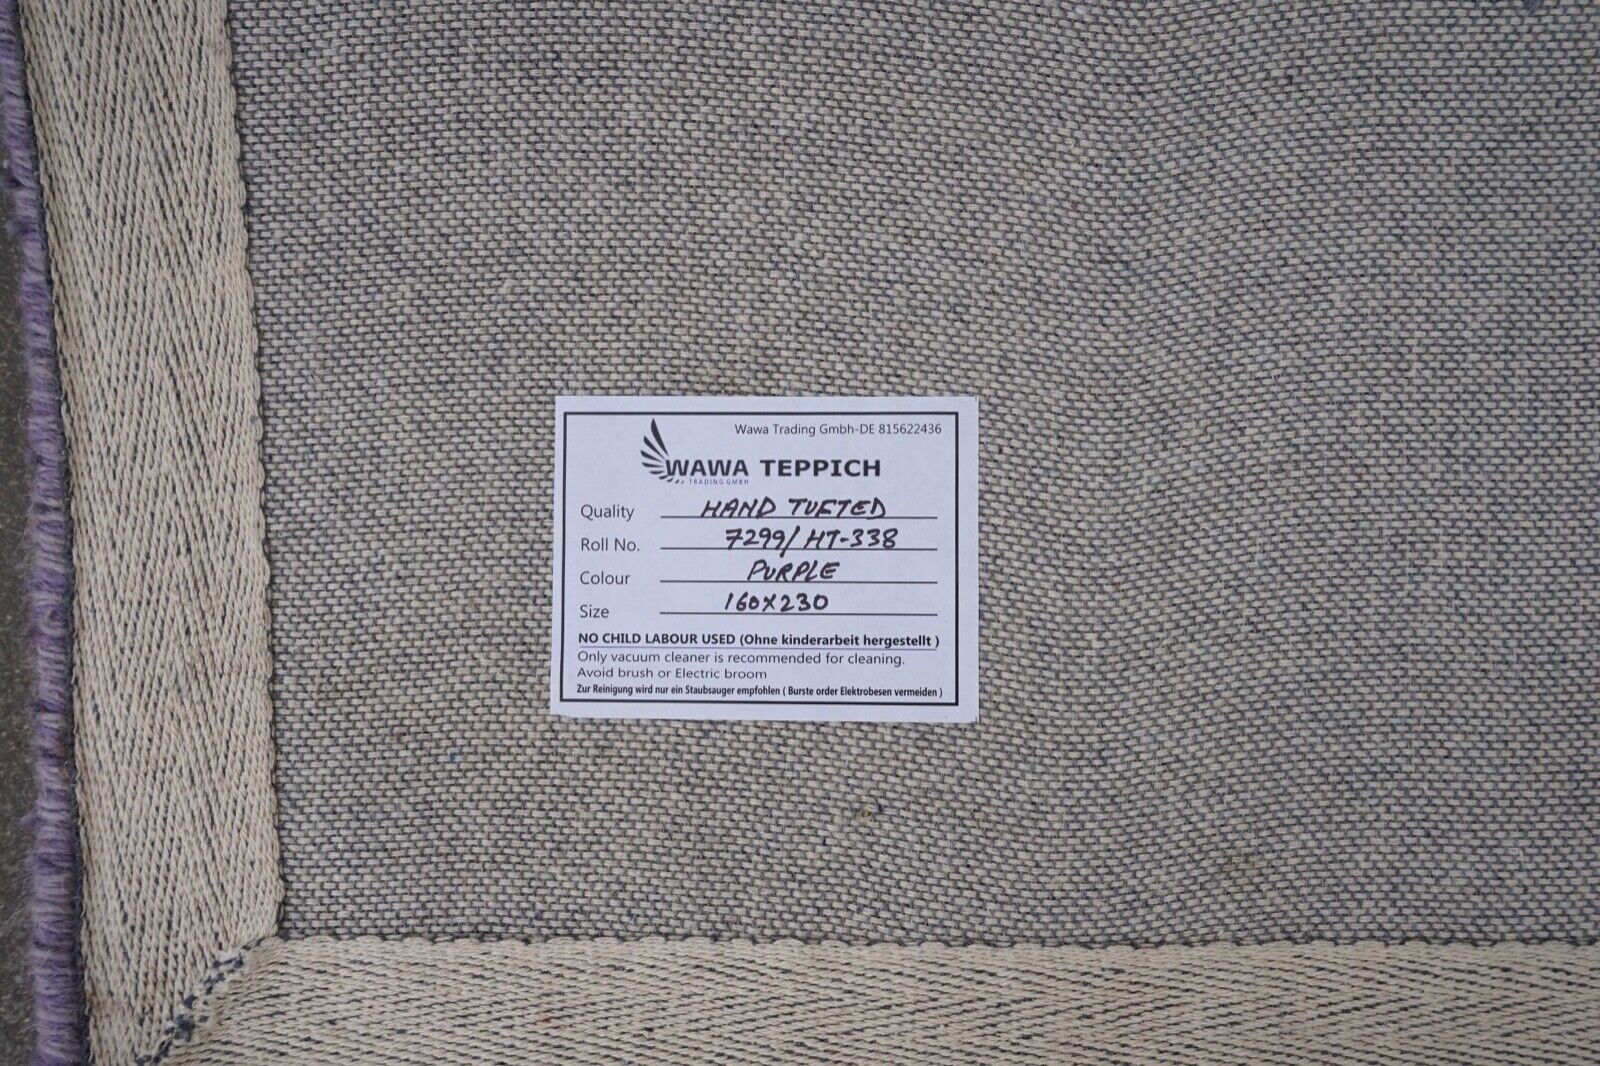 Wawa Trading Gmbh-DE 815622436
WAWA TEPPICH
TRADING GMBH
Quality HAND TUFTED
Roll No. 7299/HT-338
Colour PURPLE
Size 160x230
NO CHILD LABOUR USED (Ohne kinderarbeit hergestellt )
Only vacuum cleaner is recommended for cleaning.
Avoid brush or Electric broom
Zur Reinigung wird nur ein Staubsauger empfohlen ( Burste order Elektrobesen vermeiden )